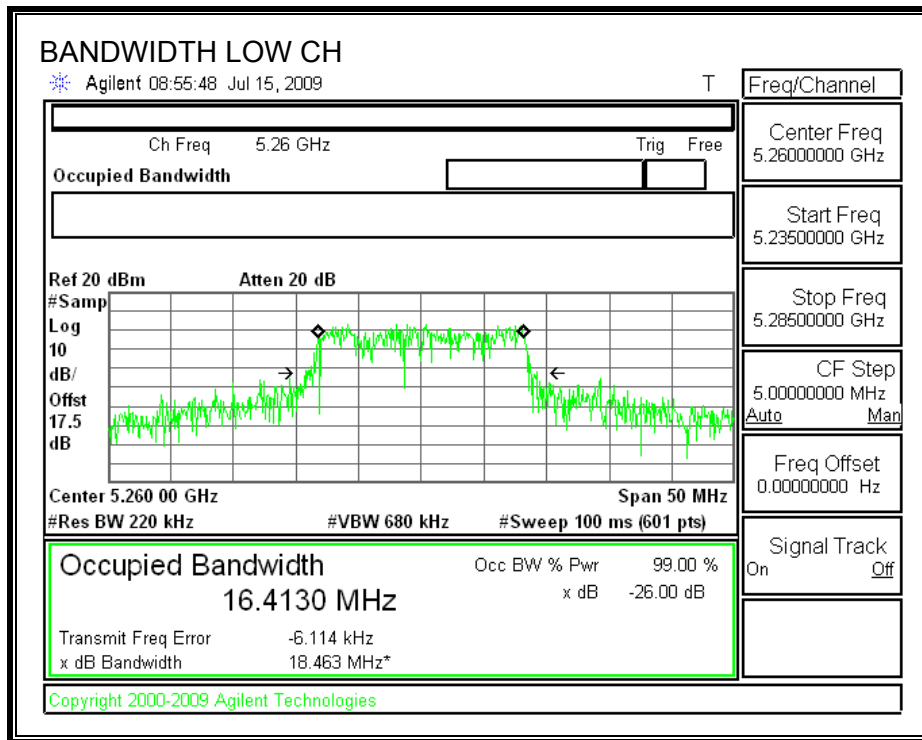 BANDWIDTH LOW CH
Agilent 08:55:48 Jul 15, 2009 T
Ch Freq 5.26 GHz Trig Free
Occupied Bandwidth
Ref 20 dBm Atten 20 dB
#Samp
Log
10
dB/
Offst
17.5
dB
Center 5.260 00 GHz Span 50 MHz
#Res BW 220 kHz #VBW 680 kHz #Sweep 100 ms (601 pts)
Occupied Bandwidth Occ BW % Pwr 99.00 %
16.4130 MHz x dB -26.00 dB
Transmit Freq Error -6.114 kHz
x dB Bandwidth 18.463 MHz*
Copyright 2000-2009 Agilent Technologies
Freq/Channel
Center Freq
5.26000000 GHz
Start Freq
5.23500000 GHz
Stop Freq
5.28500000 GHz
CF Step
5.00000000 MHz
Auto Man
Freq Offset
0.00000000 Hz
Signal Track
On Off